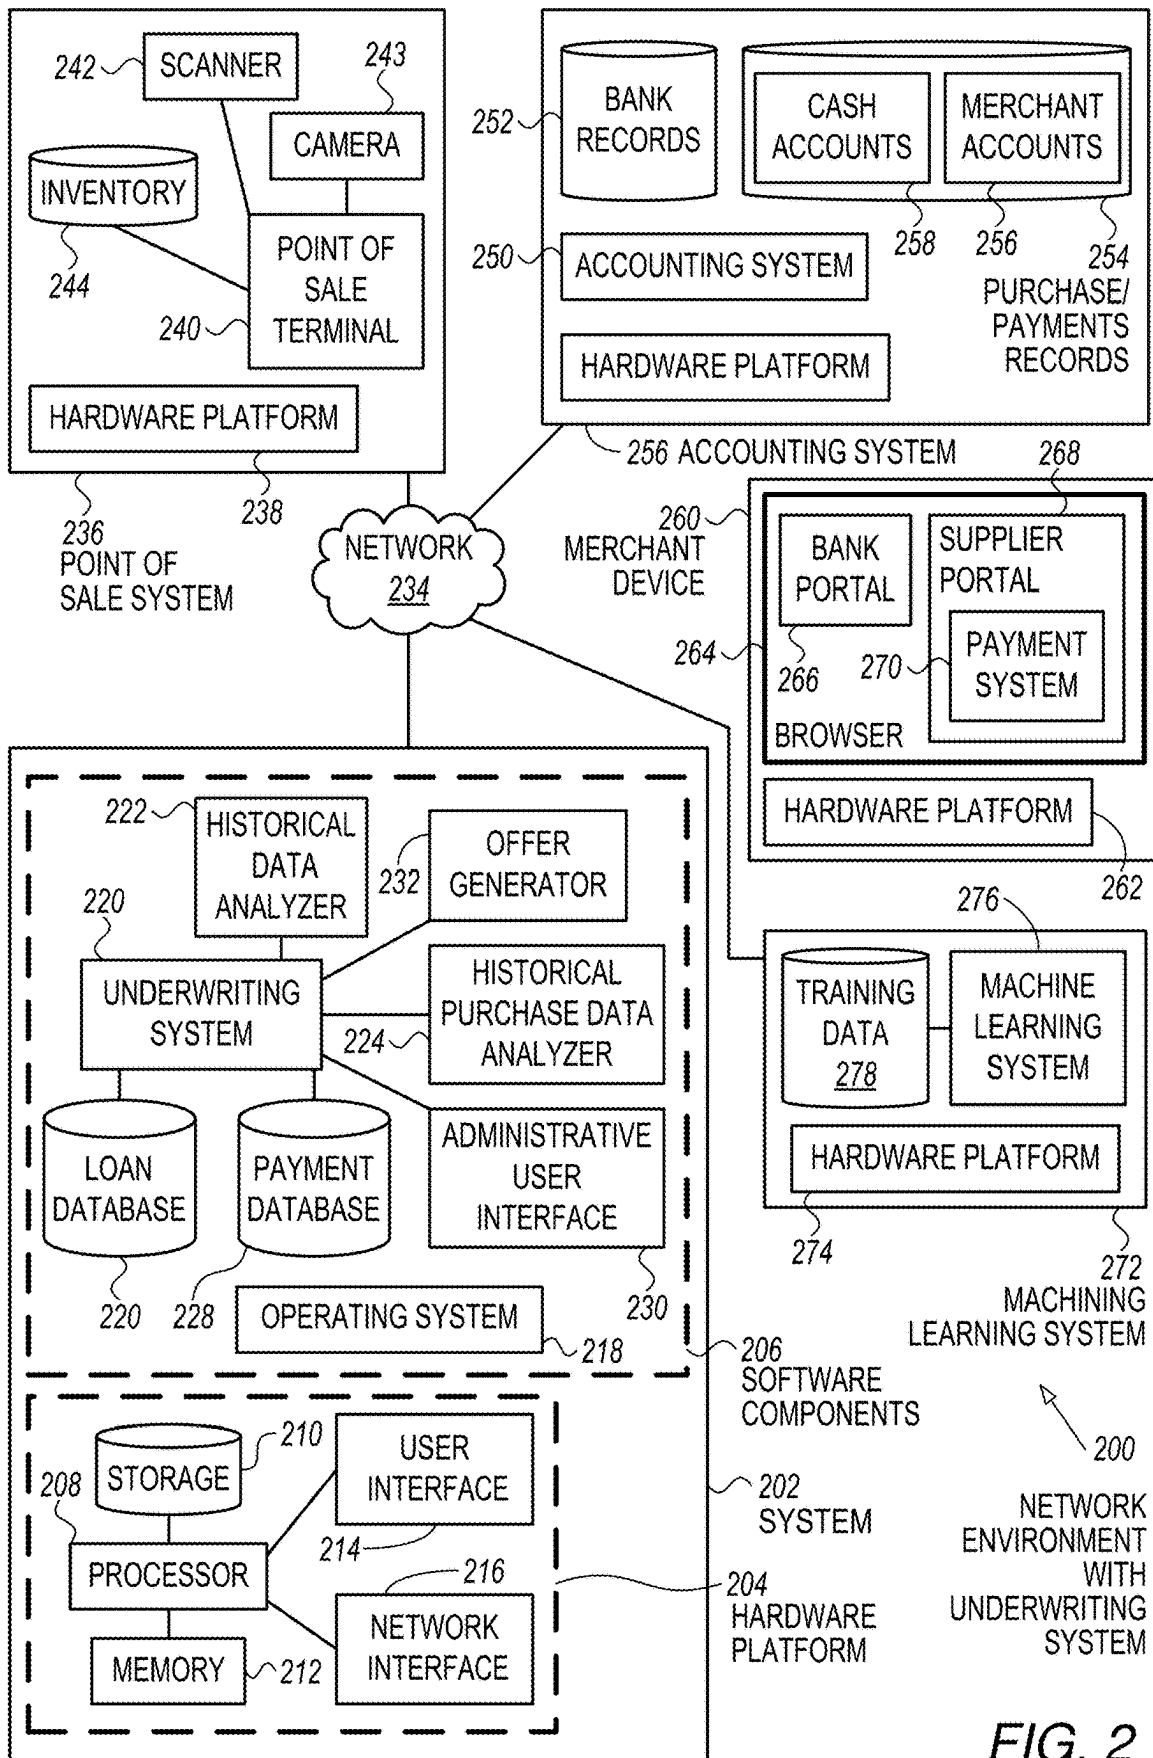 242
SCANNER
243
CAMERA
INVENTORY
244
POINT OF
SALE
TERMINAL
240
HARDWARE PLATFORM
238
236
POINT OF
SALE SYSTEM
252
BANK
RECORDS
CASH
ACCOUNTS
MERCHANT
ACCOUNTS
258
256
254
PURCHASE/
PAYMENTS
RECORDS
250
ACCOUNTING SYSTEM
HARDWARE PLATFORM
256 ACCOUNTING SYSTEM
NETWORK
234
260
MERCHANT
DEVICE
268
BANK
PORTAL
266
SUPPLIER
PORTAL
264
270
PAYMENT
SYSTEM
BROWSER
HARDWARE PLATFORM
262
222
HISTORICAL
DATA
ANALYZER
232
OFFER
GENERATOR
220
UNDERWRITING
SYSTEM
224
HISTORICAL
PURCHASE DATA
ANALYZER
LOAN
DATABASE
220
PAYMENT
DATABASE
228
ADMINISTRATIVE
USER
INTERFACE
230
OPERATING SYSTEM
218
206
SOFTWARE
COMPONENTS
276
TRAINING
DATA
278
MACHINE
LEARNING
SYSTEM
HARDWARE PLATFORM
274
272
MACHINING
LEARNING SYSTEM
STORAGE
210
208
PROCESSOR
MEMORY
212
USER
INTERFACE
214
216
NETWORK
INTERFACE
202
SYSTEM
204
HARDWARE
PLATFORM
200
NETWORK
ENVIRONMENT
WITH
UNDERWRITING
SYSTEM
FIG. 2